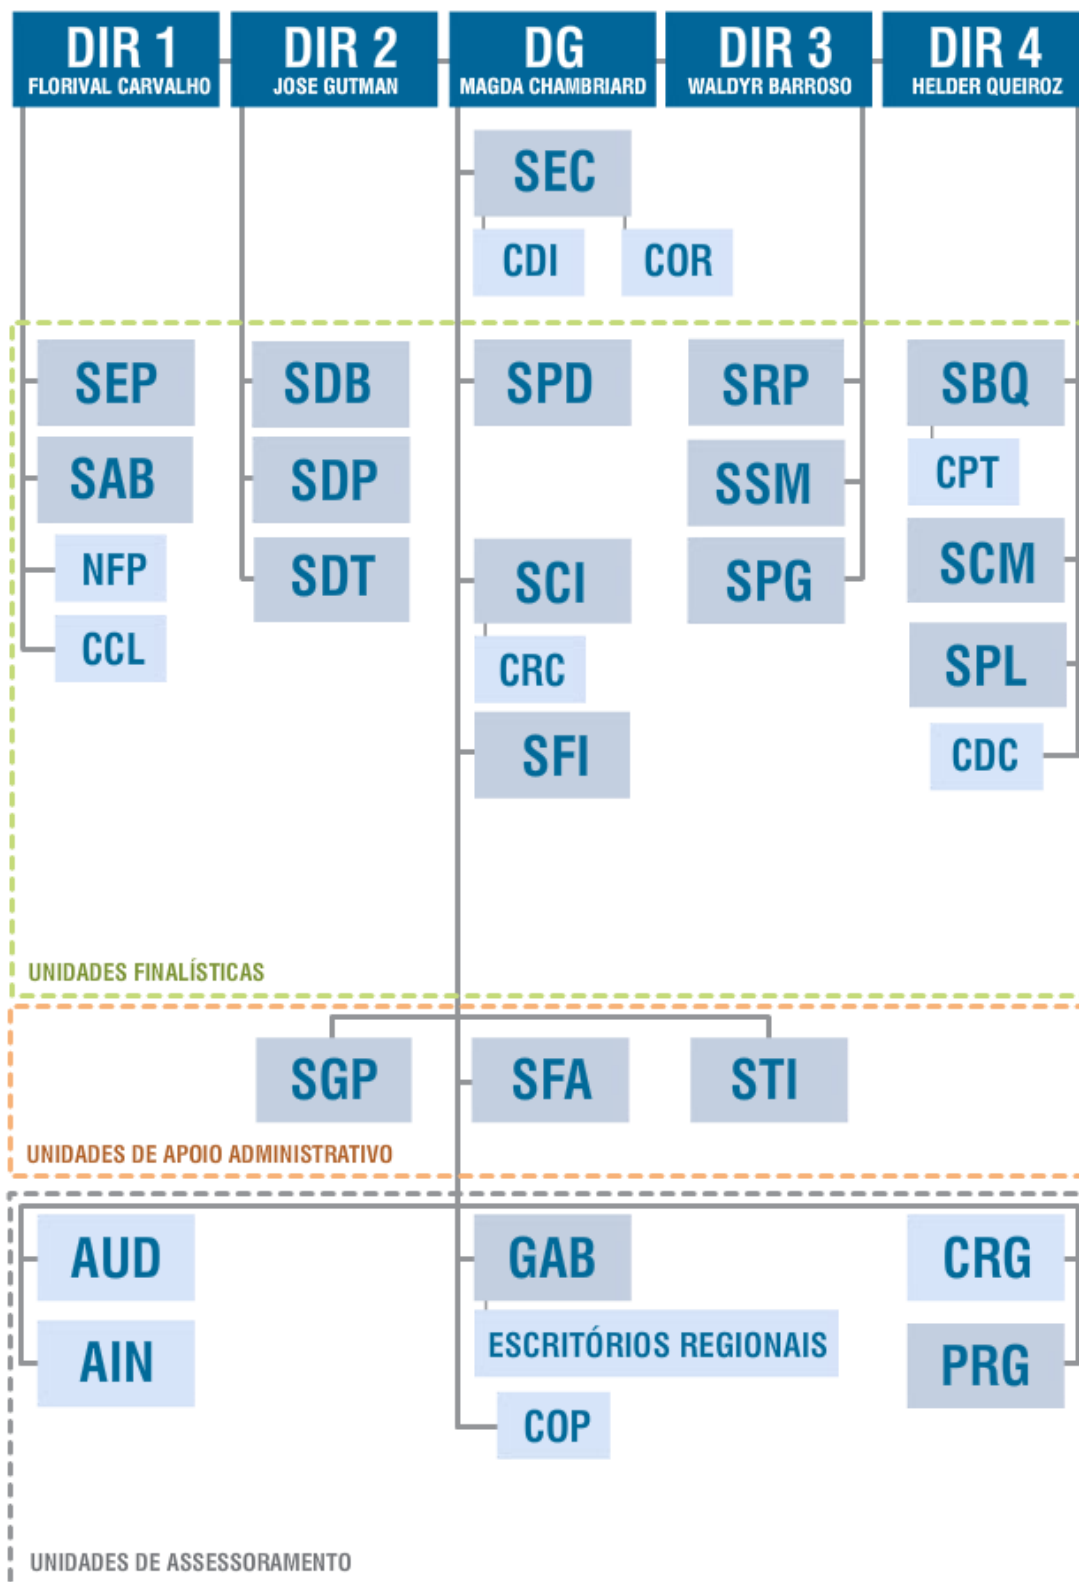 DIR 1
FLORIVAL CARVALHO
DIR 2
JOSE GUTMAN
DG
MAGDA CHAMBRIARD
DIR 3
WALDYR BARROSO
DIR 4
HELDER QUEIROZ
SEC
CDI
COR
SEP
SDB
SPD
SRP
SBQ
SAB
SDP
SSM
CPT
NFP
SDT
SCI
SPG
SCM
CCL
CRC
SPL
SFI
CDC
UNIDADES FINALÍSTICAS
SGP
SFA
STI
UNIDADES DE APOIO ADMINISTRATIVO
AUD
GAB
CRG
AIN
ESCRITÓRIOS REGIONAIS
PRG
COP
UNIDADES DE ASSESSORAMENTO